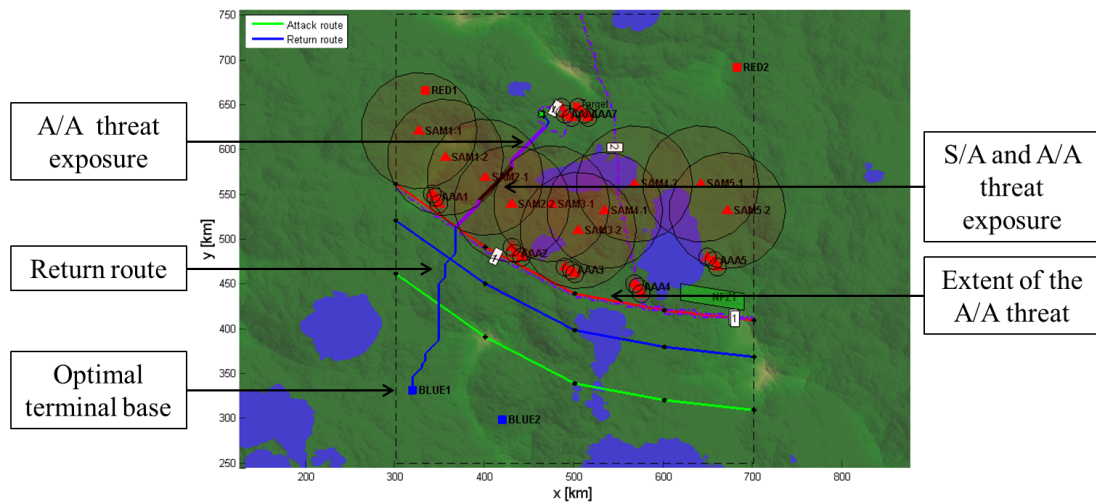 Attack route
Return route
A/A threat
exposure
Return route
Optimal
terminal base
S/A and A/A
threat
exposure
Extent of the
A/A threat
RED1
RED2
Target
AAA7
SAM1-1
SAM1-2
SAM2-1
SAM2-2
SAM3-1
SAM3-2
SAM4-1
SAM4-2
SAM5-1
SAM5-2
AAA1
AAA2
AAA3
AAA4
AAA5
NFZ1
BLUE1
BLUE2
2
1
750
700
650
600
550
500
450
400
350
300
250
y [km]
200
300
400
500
600
700
800
x [km]